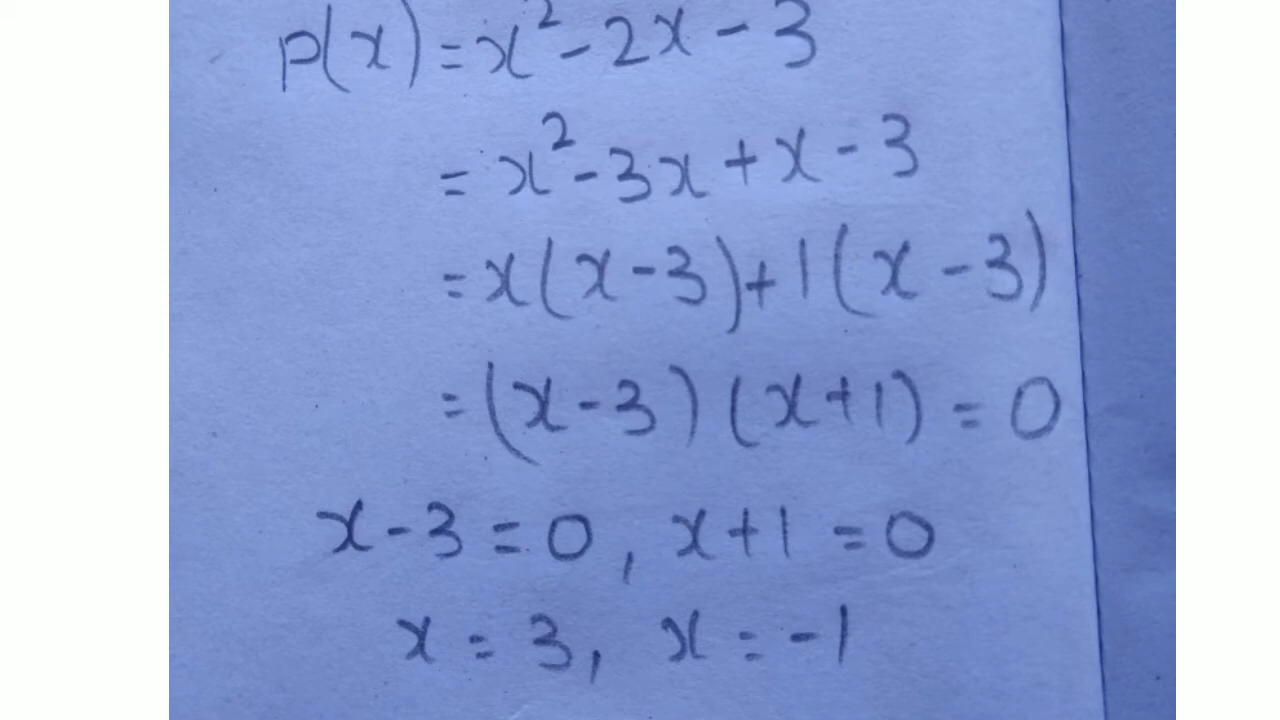 p(x) = x² - 2x - 3
= x² - 3x + x - 3
= x(x - 3) + 1(x - 3)
= (x - 3) (x + 1) = 0
x - 3 = 0, x + 1 = 0
x = 3, x = -1